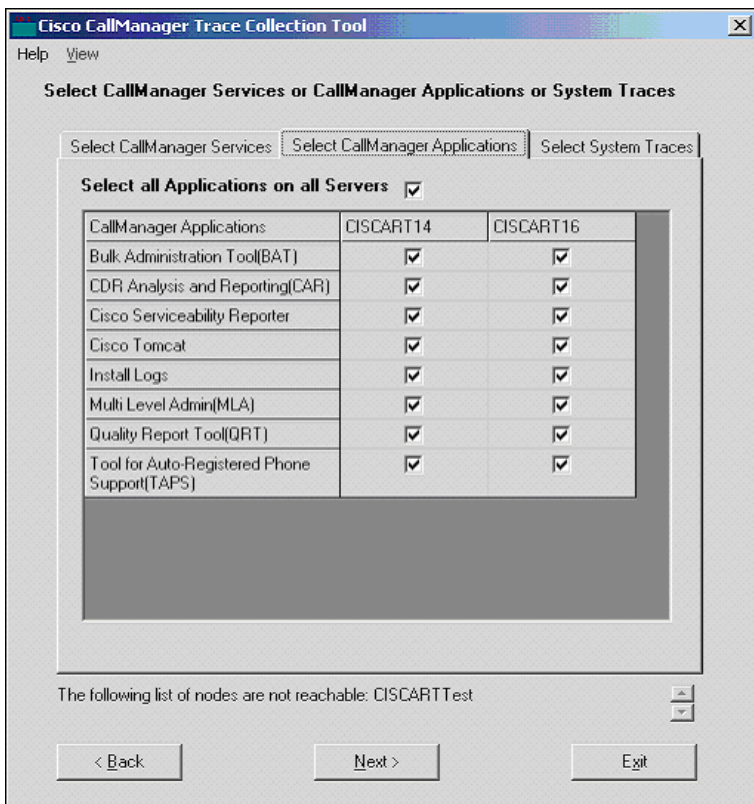 Cisco CallManager Trace Collection Tool
Help View
Select CallManager Services or CallManager Applications or System Traces
Select CallManager Services Select CallManager Applications Select System Traces
Select all Applications on all Servers
CallManager Applications CISCART14 CISCART16
Bulk Administration Tool(BAT)
CDR Analysis and Reporting(CAR)
Cisco Serviceability Reporter
Cisco Tomcat
Install Logs
Multi Level Admin(MLA)
Quality Report Tool(QRT)
Tool for Auto-Registered Phone
Support(TAPS)
The following list of nodes are not reachable: CISCARTTest
< Back Next > Exit